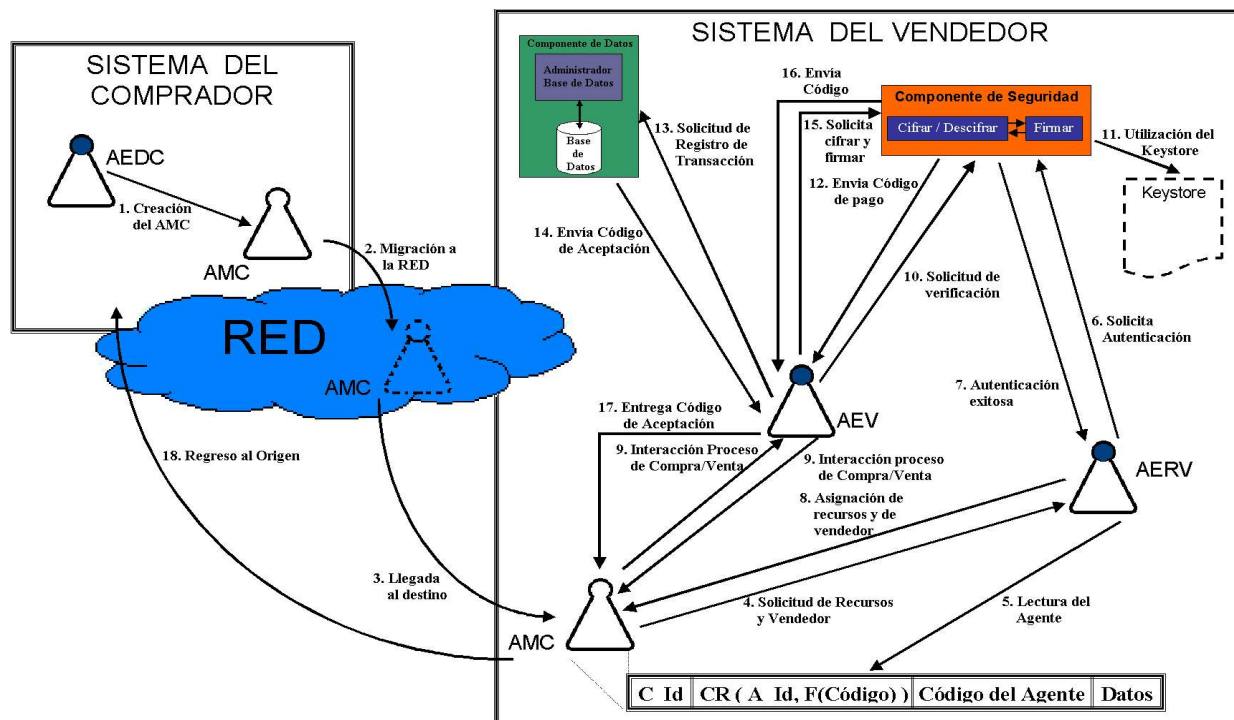 SISTEMA DEL
COMPRADOR
AEDC
1. Creación
del AMC
AMC
2. Migración a
la RED
RED
AMC
3. Llegada
al destino
18. Regreso al Origen
SISTEMA DEL VENDEDOR
Componente de Datos
Administrador
Base de Datos
Base
de
Datos
13. Solicitud de
Registro de
Transacción
14. Envía Código
de Aceptación
16. Envía
Código
15. Solicita
cifrar y
firmar
Componente de Seguridad
Cifrar / Descifrar
Firmar
11. Utilización del
Keystore
Keystore
12. Envia Código
de pago
10. Solicitud de
verificación
6. Solicita
Autenticación
7. Autenticación
exitosa
AEV
AERV
17. Entrega Código
de Aceptación
9. Interacción Proceso
de Compra/Venta
9. Interacción proceso
de Compra/Venta
8. Asignación de
recursos y de
vendedor
4. Solicitud de Recursos
y Vendedor
5. Lectura del
Agente
AMC
C Id CR ( A Id, F(Código) ) Código del Agente Datos